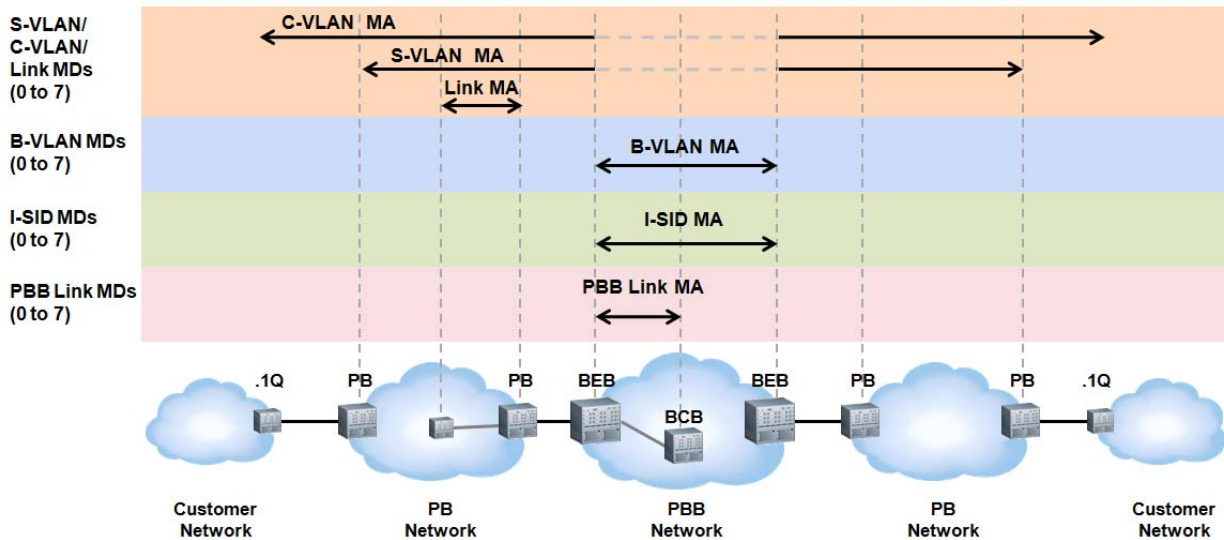 S-VLAN/
C-VLAN/
Link MDs
(0 to 7)
C-VLAN MA
S-VLAN MA
Link MA
B-VLAN MDs
(0 to 7)
B-VLAN MA
I-SID MDs
(0 to 7)
I-SID MA
PBB Link MDs
(0 to 7)
PBB Link MA
.1Q
PB
PB
BEB
BCB
BEB
PB
PB
.1Q
Customer
Network
PB
Network
PBB
Network
PB
Network
Customer
Network